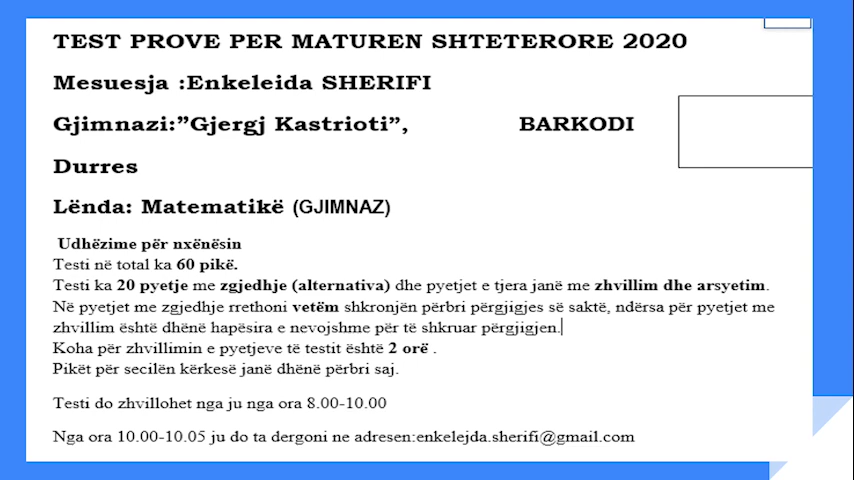 TEST PROVE PER MATUREN SHTETERORE 2020
Mesuesja :Enkeleida SHERIFI
Gjimnazi:”Gjergj Kastrioti”, BARKODI
Durres
Lënda: Matematikë (GJIMNAZ)
Udhëzime për nxënësin
Testi në total ka 60 pikë.
Testi ka 20 pyetje me zgjedhje (alternativa) dhe pyetjet e tjera janë me zhvillim dhe arsyetim.
Në pyetjet me zgjedhje rrethoni vetëm shkronjën përbri përgjigjes së saktë, ndërsa për pyetjet me
zhvillim është dhënë hapësira e nevojshme për të shkruar përgjigjen.
Koha për zhvillimin e pyetjeve të testit është 2 orë .
Pikët për secilën kërkesë janë dhënë përbri saj.
Testi do zhvillohet nga ju nga ora 8.00-10.00
Nga ora 10.00-10.05 ju do ta dergoni ne adresen:enkelejda.sherifi@gmail.com